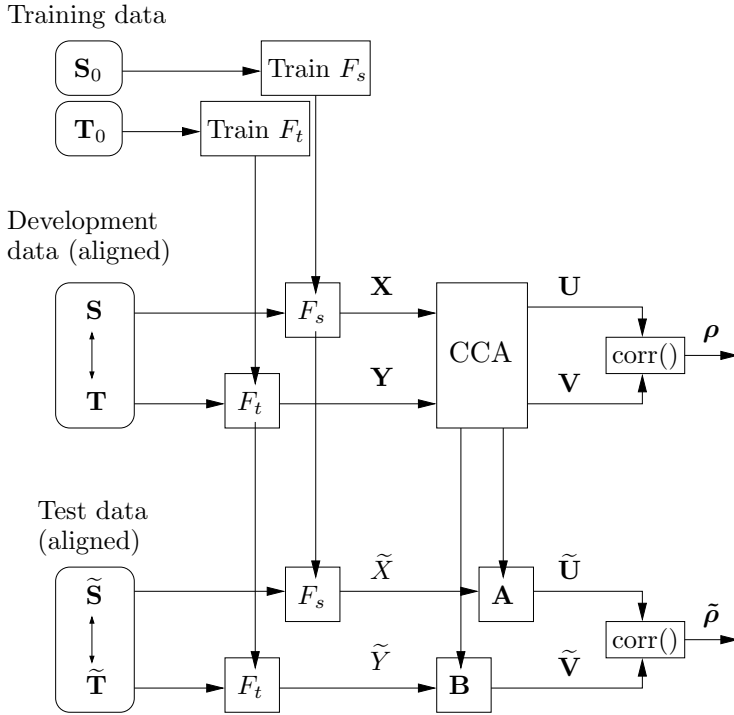 Training data
S₀
Train Fₛ
T₀
Train Fₜ
Development
data (aligned)
S
Fₛ
X
CCA
U
corr()
ρ
T
Fₜ
Y
V
Test data
(aligned)
S̃
Fₛ
X̃
A
Ũ
corr()
ρ̃
T̃
Fₜ
Ỹ
B
Ṽ